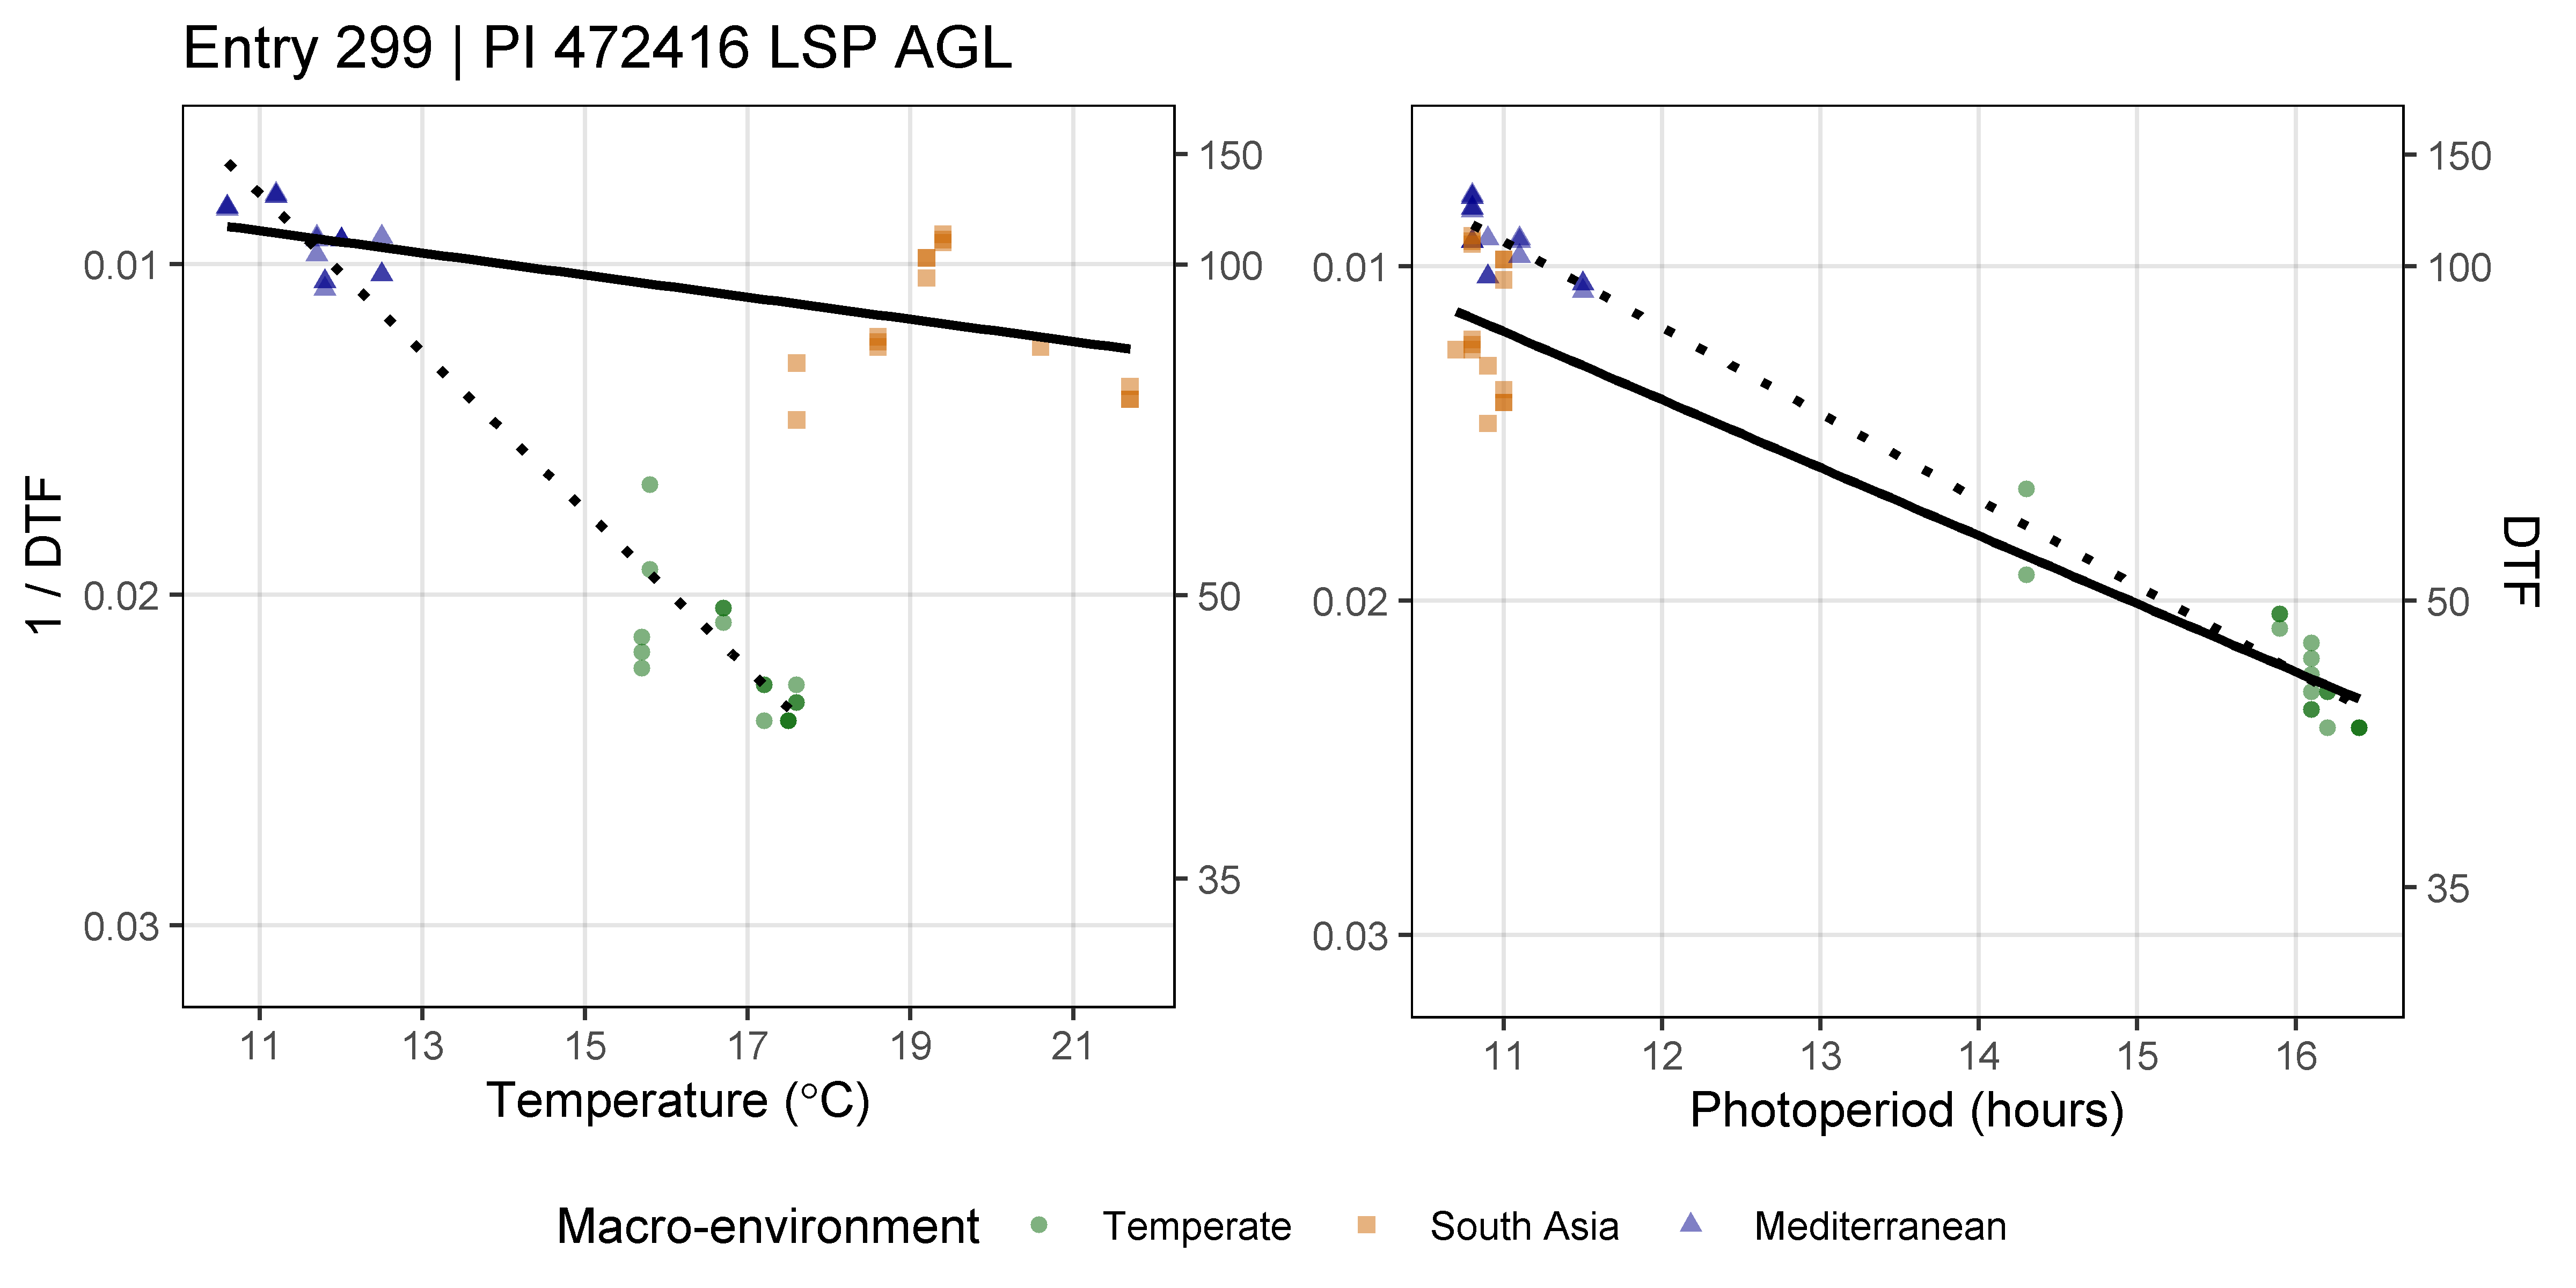 Entry 299 | PI 472416 LSP AGL
1 / DTF
0.01
0.02
0.03
150
100
50
35
11 13 15 17 19 21
Temperature (°C)
0.01
0.02
0.03
150
100
50
35
DTF
11 12 13 14 15 16
Photoperiod (hours)
Macro-environment Temperate South Asia Mediterranean